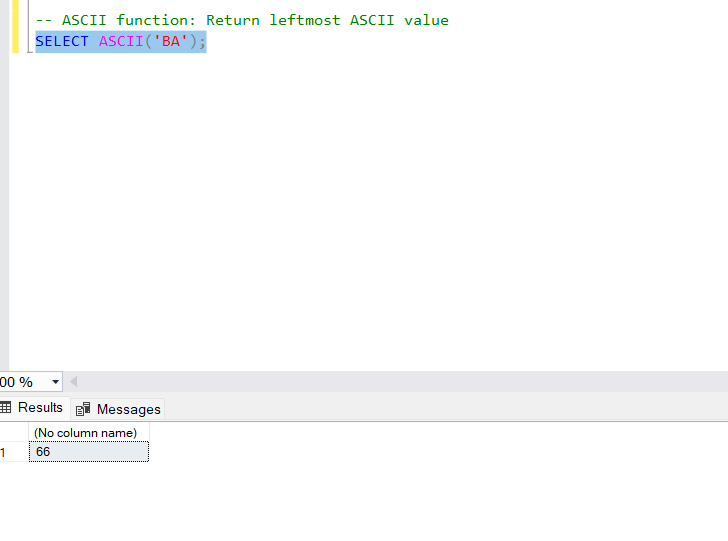 -- ASCII function: Return leftmost ASCII value
SELECT ASCII('BA');
00 %
Results Messages
(No column name)
1 66